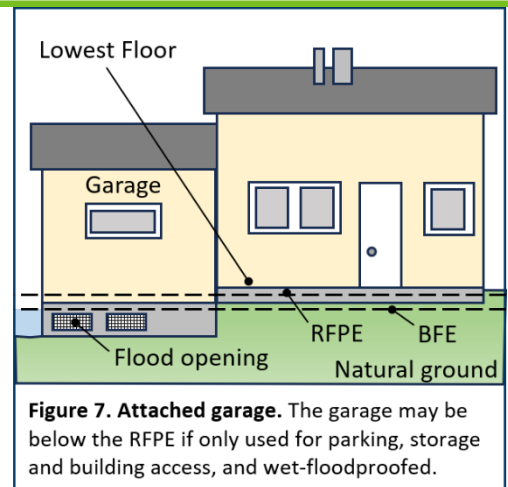 Lowest Floor
Garage
RFPE
BFE
Flood opening
Natural ground
Figure 7. Attached garage. The garage may be
below the RFPE if only used for parking, storage
and building access, and wet-floodproofed.